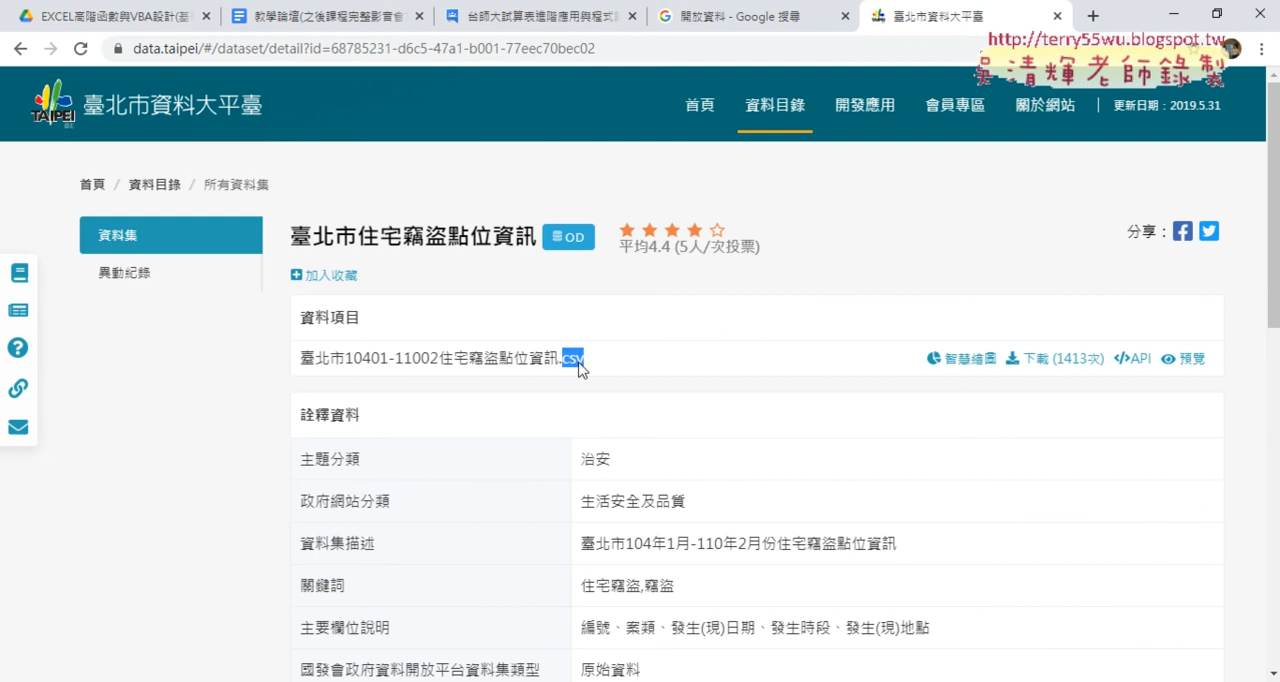 EXCEL高階函數與VBA設計(基
教學論壇(之後課程完整影音會
台師大試算表進階應用與程式
開放資料 - Google 搜尋
臺北市資料大平臺
data.taipei/#/dataset/detail?id=68785231-d6c5-47a1-b001-77eec70bec02
http://terry55wu.blogspot.tw
吳清輝老師錄製
TAIPEI
臺北市資料大平臺
首頁 資料目錄 開發應用 會員專區 關於網站 | 更新日期：2019.5.31
首頁 / 資料目錄 / 所有資料集
資料集
異動紀錄
臺北市住宅竊盜點位資訊 OD
平均4.4 (5人/次投票)
分享：
加入收藏
資料項目
臺北市10401-11002住宅竊盜點位資訊.csv
智慧繪圖 下載 (1413次) </>API 預覽
詮釋資料
主題分類 治安
政府網站分類 生活安全及品質
資料集描述 臺北市104年1月-110年2月份住宅竊盜點位資訊
關鍵詞 住宅竊盜,竊盜
主要欄位說明 編號、案類、發生(現)日期、發生時段、發生(現)地點
國發會政府資料開放平台資料集類型 原始資料